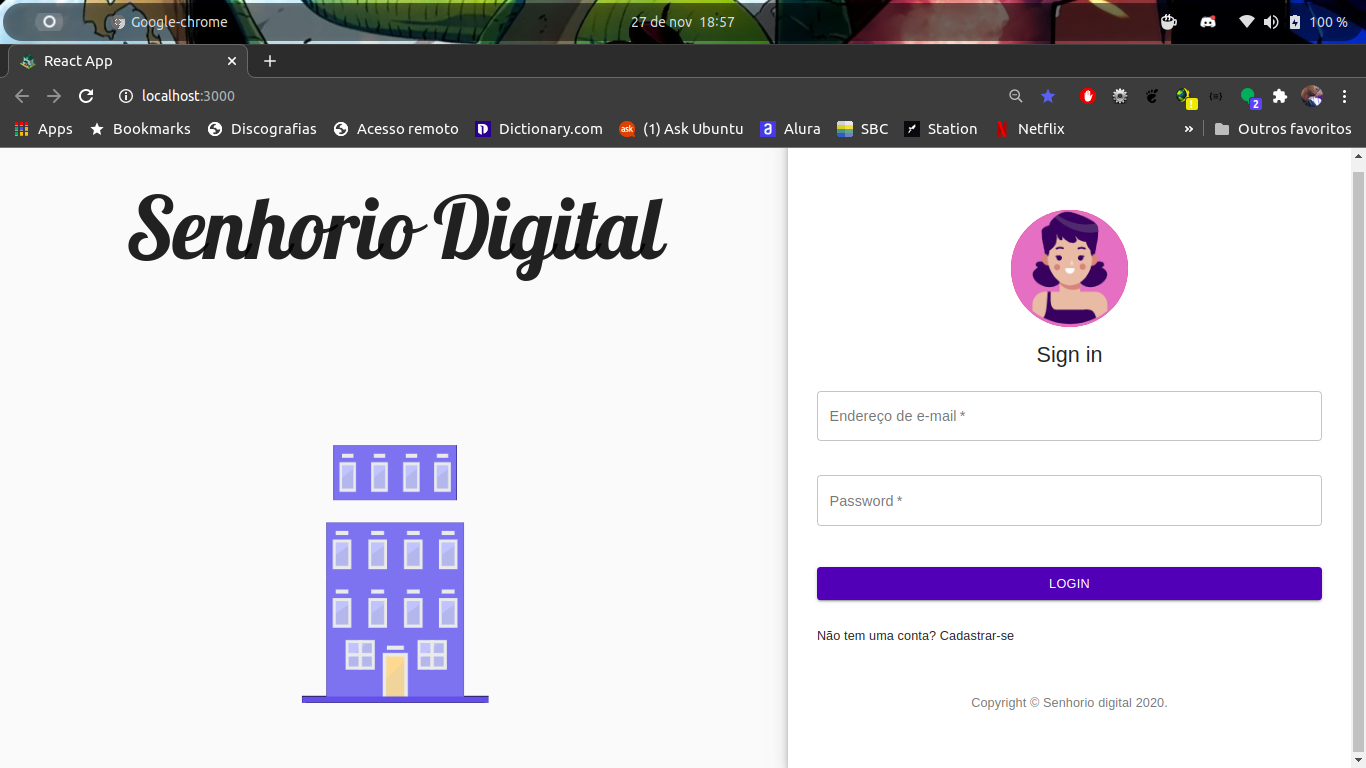 Google-chrome
27 de nov 18:57
100 %
React App
localhost:3000
2
Apps
Bookmarks
Discografias
Acesso remoto
Dictionary.com
ask
(1) Ask Ubuntu
a
Alura
SBC
Station
N
Netflix
»
Outros favoritos
Senhorio Digital
Sign in
Endereço de e-mail *
Password *
LOGIN
Não tem uma conta? Cadastrar-se
Copyright © Senhorio digital 2020.